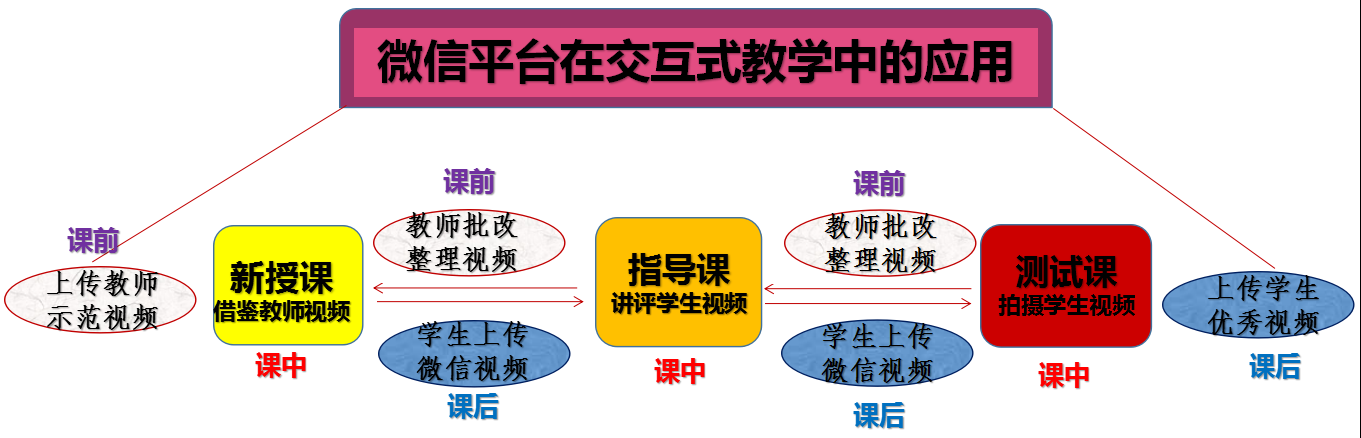 微信平台在交互式教学中的应用
课前
上传教师
示范视频
新授课
借鉴教师视频
课中
课前
教师批改
整理视频
学生上传
微信视频
课后
指导课
讲评学生视频
课中
课前
教师批改
整理视频
学生上传
微信视频
课后
测试课
拍摄学生视频
课中
上传学生
优秀视频
课后